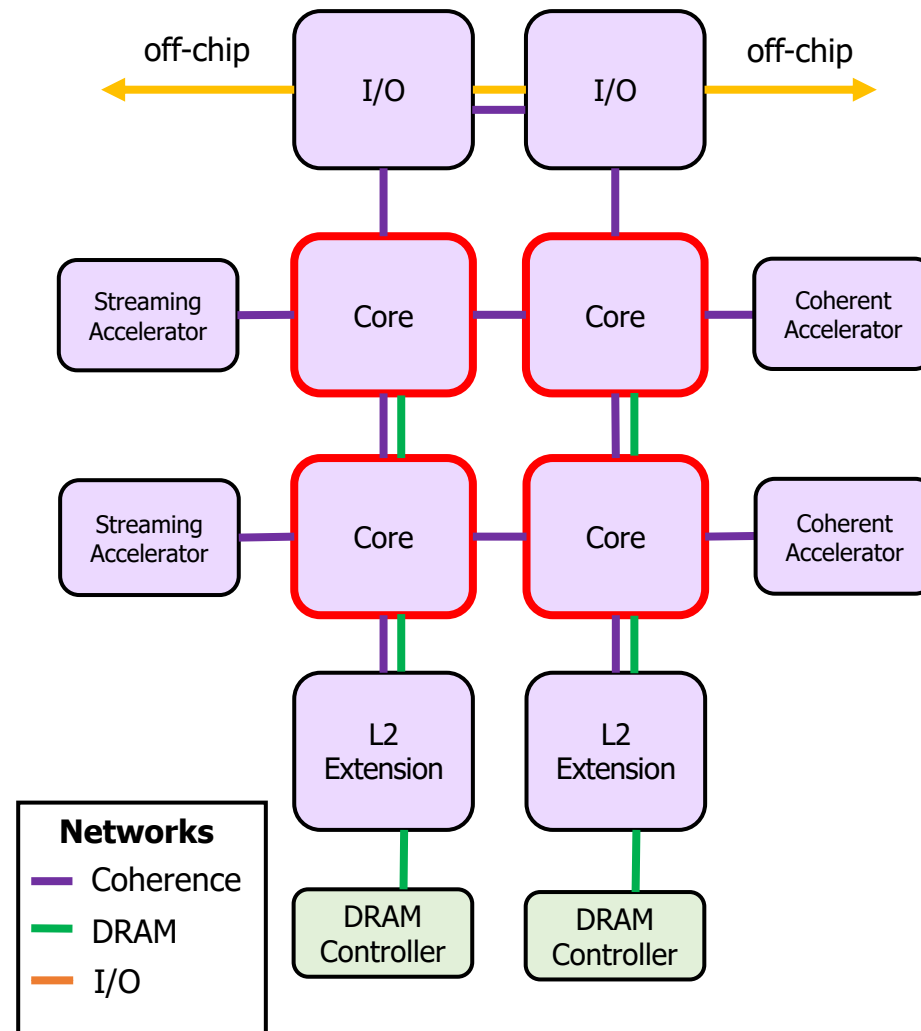 off-chip
I/O
I/O
off-chip
Streaming
Accelerator
Core
Core
Coherent
Accelerator
Streaming
Accelerator
Core
Core
Coherent
Accelerator
L2
Extension
L2
Extension
Networks
Coherence
DRAM
I/O
DRAM
Controller
DRAM
Controller